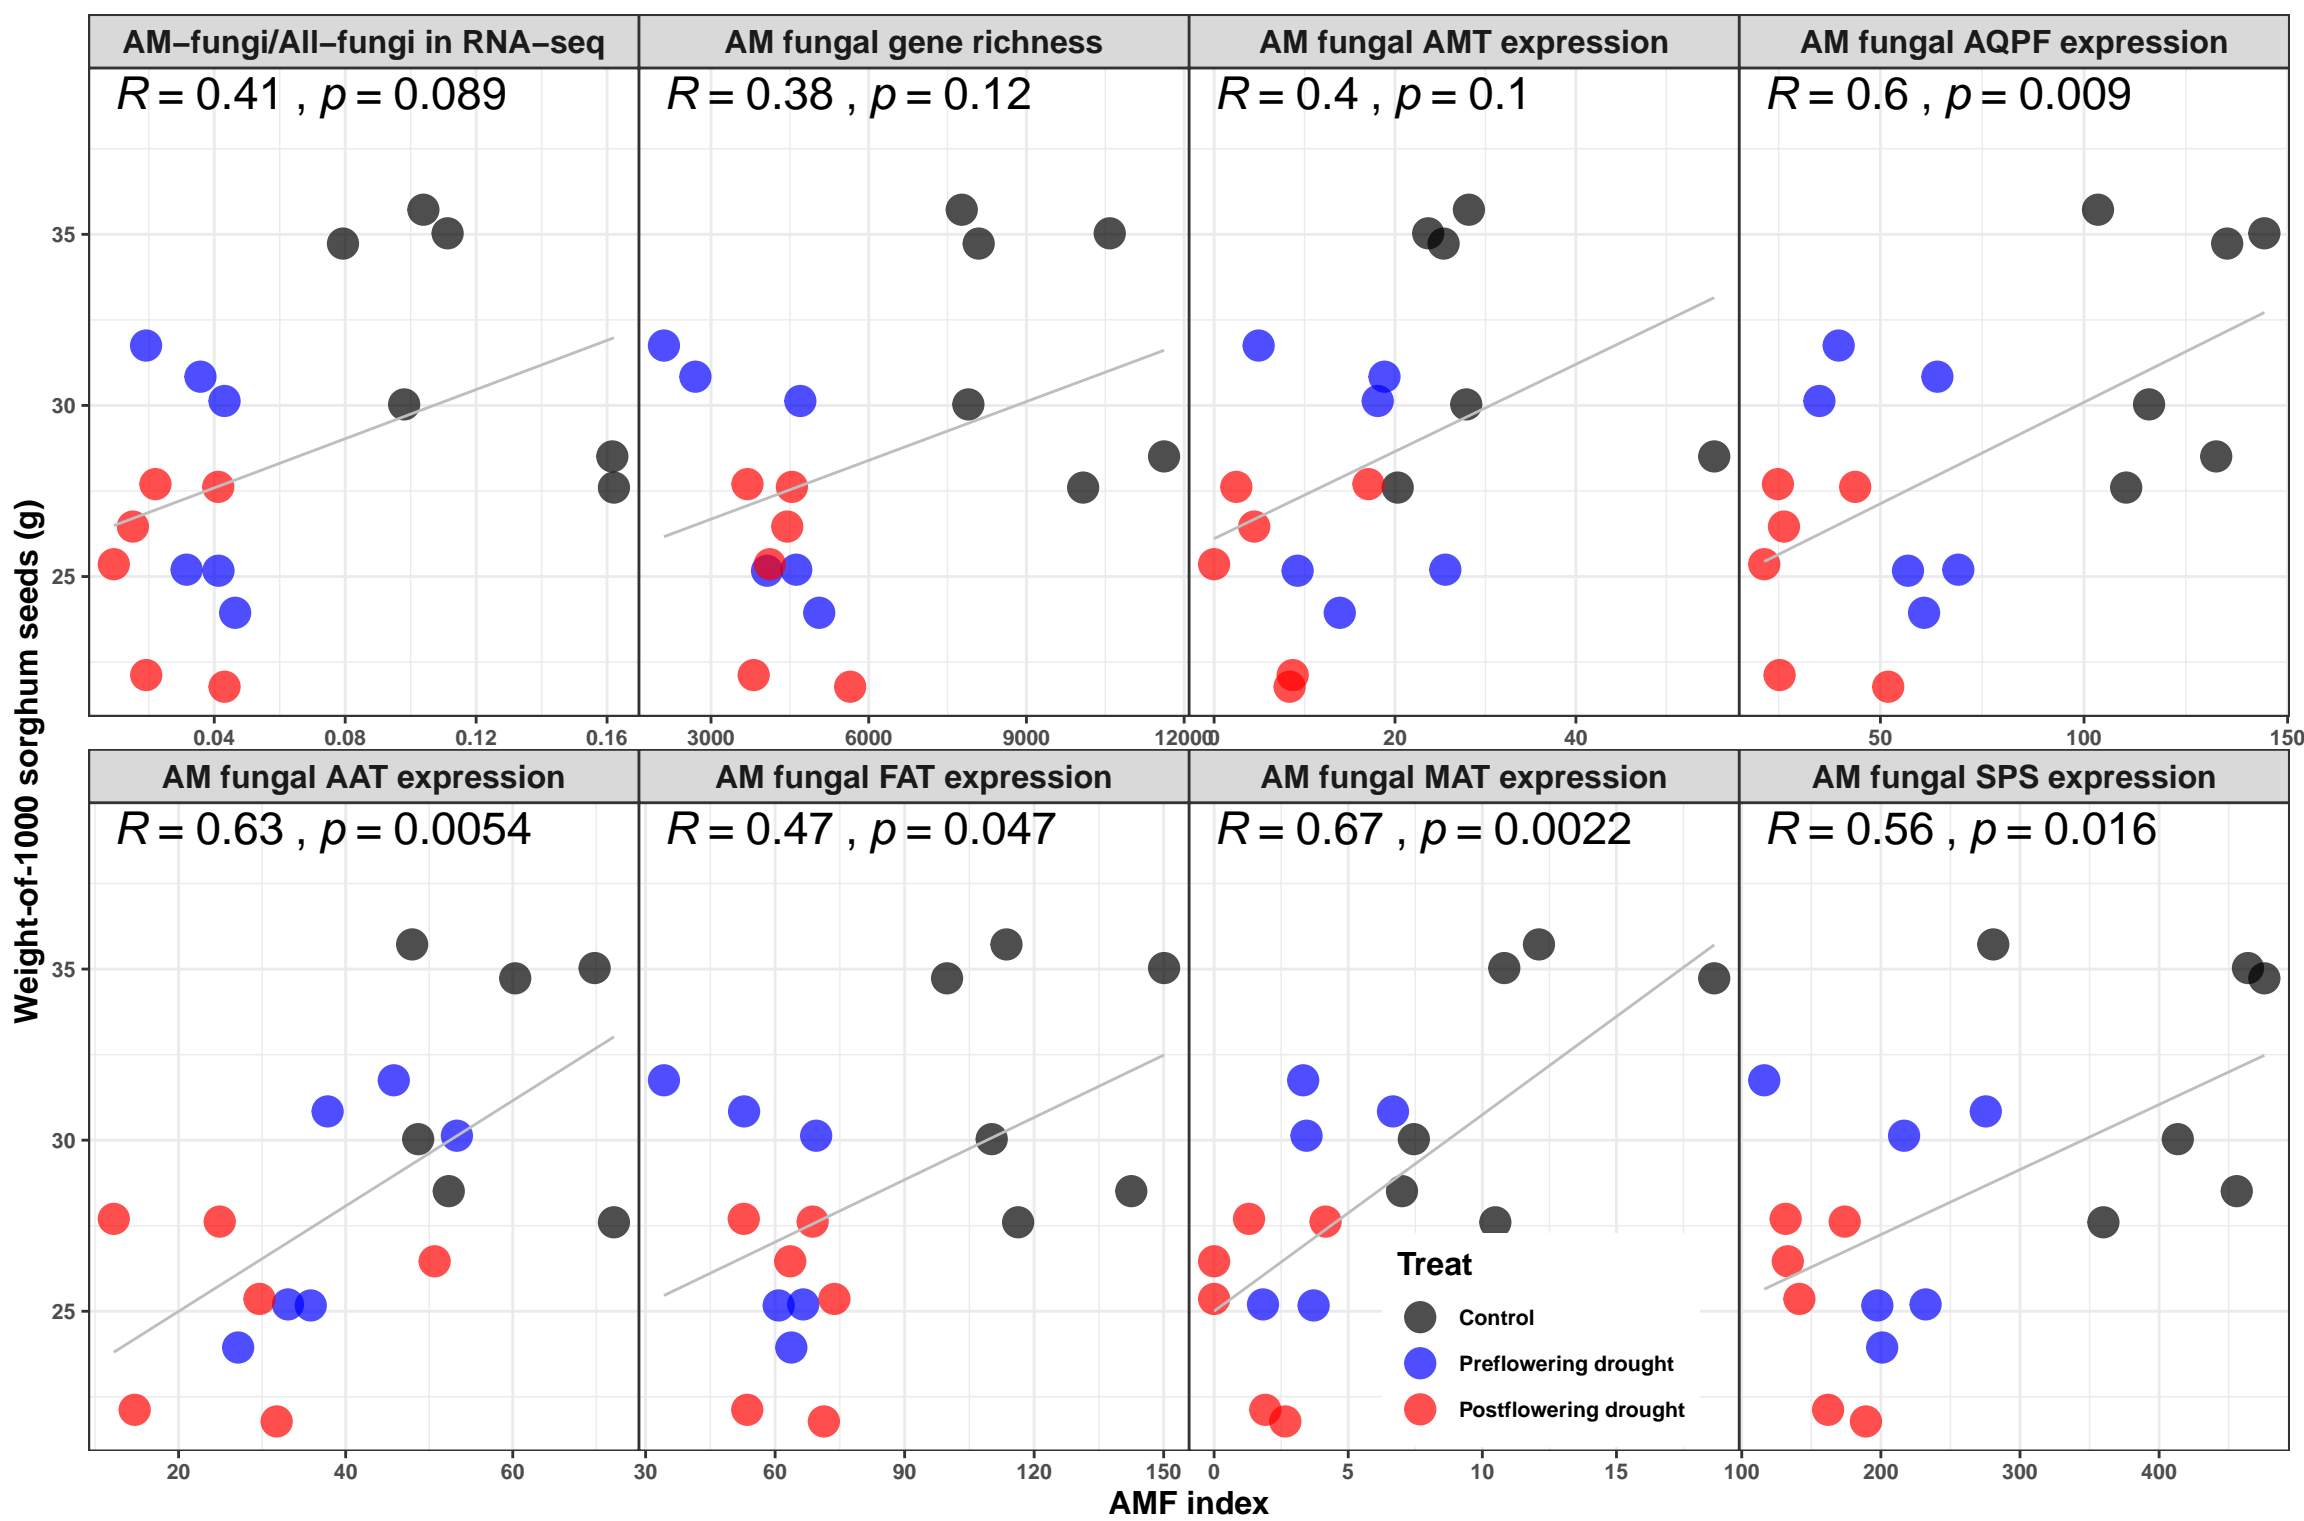 AM–fungi/All–fungi in RNA–seq
AM fungal gene richness
AM fungal AMT expression
AM fungal AQPF expression
R = 0.41 , p = 0.089
R = 0.38 , p = 0.12
R = 0.4 , p = 0.1
R = 0.6 , p = 0.009
35
30
25
0.04 0.08 0.12 0.16
3000 6000 9000 12000
0 20 40
50 100 150
Weight-of-1000 sorghum seeds (g)
AM fungal AAT expression
AM fungal FAT expression
AM fungal MAT expression
AM fungal SPS expression
R = 0.63 , p = 0.0054
R = 0.47 , p = 0.047
R = 0.67 , p = 0.0022
R = 0.56 , p = 0.016
35
30
25
Treat
Control
Preflowering drought
Postflowering drought
20 40 60
30 60 90 120 150
0 5 10 15
100 200 300 400
AMF index